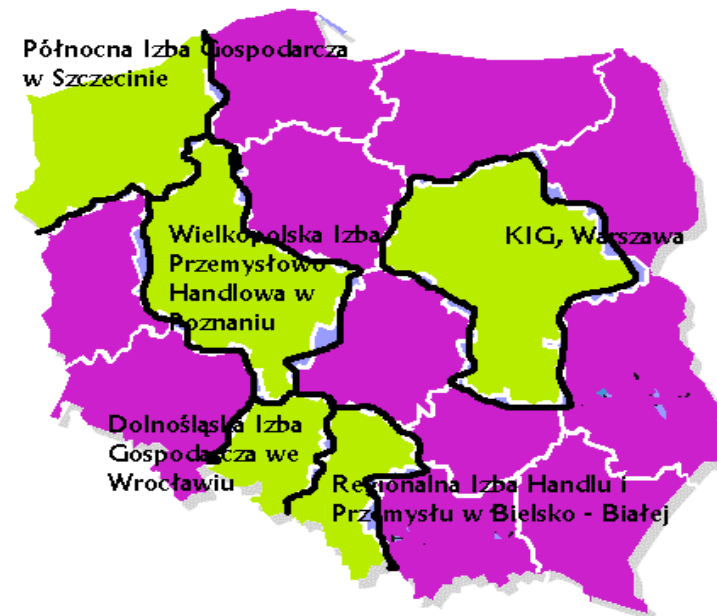 Północna Izba Gospodarcza
w Szczecinie
Wielkopolska Izba
Przemysłowo
Handlowa w
Poznaniu
KIG, Warszawa
Dolnośląska Izba
Gospodarcza we
Wrocławiu
Regionalna Izba Handlu i
Przemysłu w Bielsko - Białej